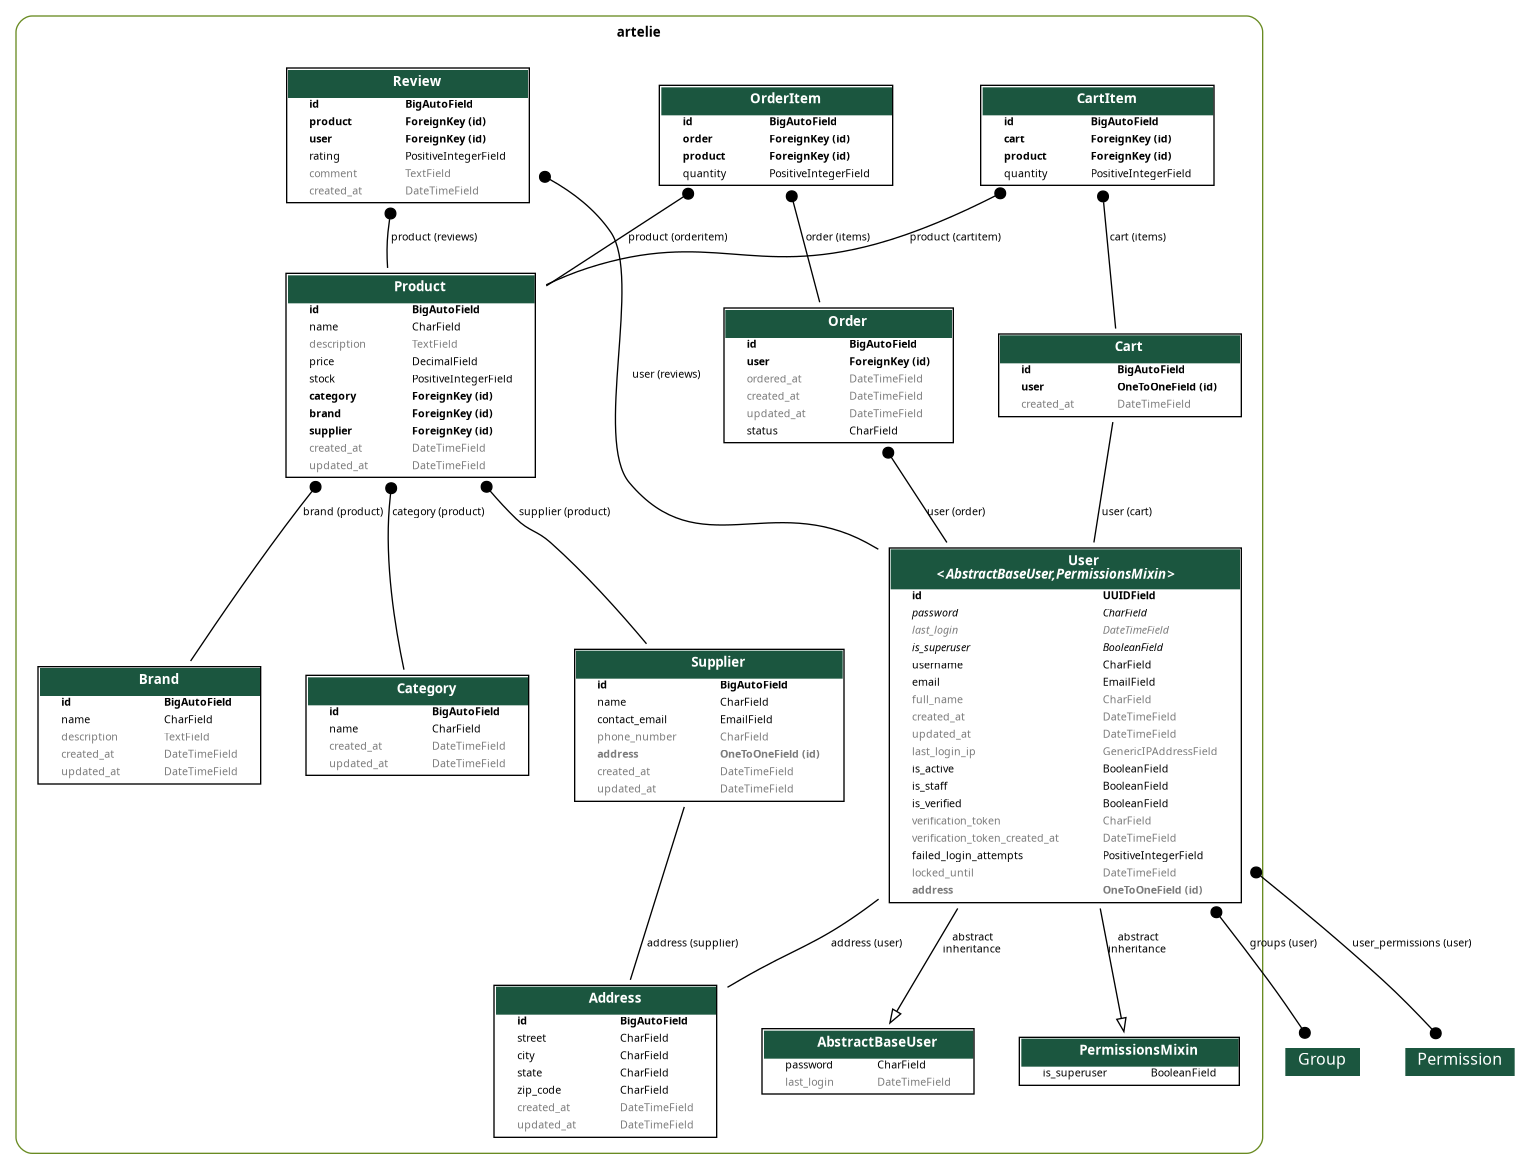 artelie
Review
id BigAutoField
product ForeignKey (id)
user ForeignKey (id)
rating PositiveIntegerField
comment TextField
created_at DateTimeField
OrderItem
id BigAutoField
order ForeignKey (id)
product ForeignKey (id)
quantity PositiveIntegerField
CartItem
id BigAutoField
cart ForeignKey (id)
product ForeignKey (id)
quantity PositiveIntegerField
product (reviews)
product (orderitem)
order (items)
product (cartitem)
cart (items)
Product
id BigAutoField
name CharField
description TextField
price DecimalField
stock PositiveIntegerField
category ForeignKey (id)
brand ForeignKey (id)
supplier ForeignKey (id)
created_at DateTimeField
updated_at DateTimeField
user (reviews)
Order
id BigAutoField
user ForeignKey (id)
ordered_at DateTimeField
created_at DateTimeField
updated_at DateTimeField
status CharField
Cart
id BigAutoField
user OneToOneField (id)
created_at DateTimeField
brand (product)
category (product)
supplier (product)
user (order)
user (cart)
User
<AbstractBaseUser,PermissionsMixin>
id UUIDField
password CharField
last_login DateTimeField
is_superuser BooleanField
username CharField
email EmailField
full_name CharField
created_at DateTimeField
updated_at DateTimeField
last_login_ip GenericIPAddressField
is_active BooleanField
is_staff BooleanField
is_verified BooleanField
verification_token CharField
verification_token_created_at DateTimeField
failed_login_attempts PositiveIntegerField
locked_until DateTimeField
address OneToOneField (id)
Brand
id BigAutoField
name CharField
description TextField
created_at DateTimeField
updated_at DateTimeField
Category
id BigAutoField
name CharField
created_at DateTimeField
updated_at DateTimeField
Supplier
id BigAutoField
name CharField
contact_email EmailField
phone_number CharField
address OneToOneField (id)
created_at DateTimeField
updated_at DateTimeField
address (supplier)
address (user)
abstract
inheritance
abstract
inheritance
groups (user)
user_permissions (user)
Address
id BigAutoField
street CharField
city CharField
state CharField
zip_code CharField
created_at DateTimeField
updated_at DateTimeField
AbstractBaseUser
password CharField
last_login DateTimeField
PermissionsMixin
is_superuser BooleanField
Group
Permission